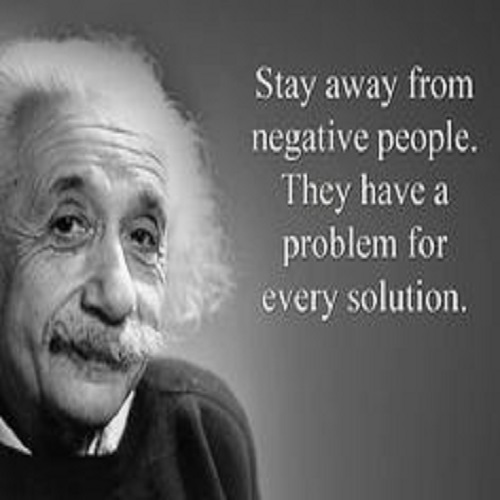 Stay away from
negative people.
They have a
problem for
every solution.